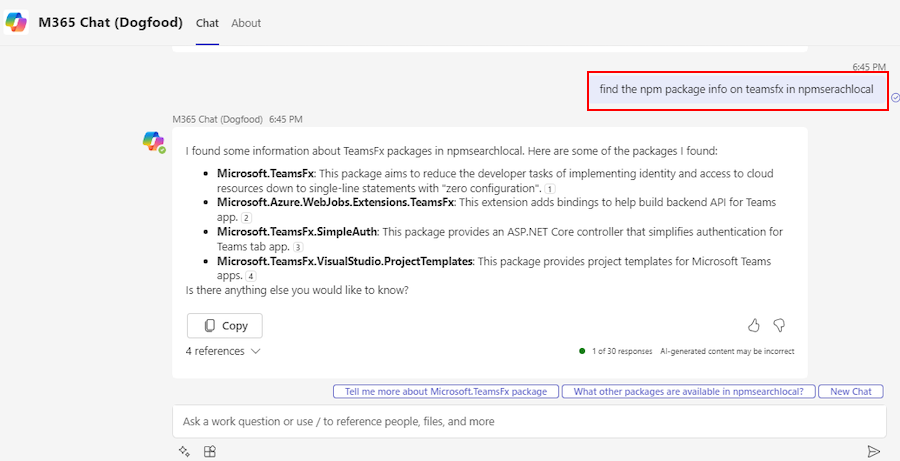 M365 Chat (Dogfood) Chat About
6:45 PM
find the npm package info on teamsfx in npmserachlocal
M365 Chat (Dogfood) 6:45 PM
I found some information about TeamsFx packages in npmsearchlocal. Here are some of the packages I found:
• Microsoft.TeamsFx: This package aims to reduce the developer tasks of implementing identity and access to cloud
resources down to single-line statements with "zero configuration". 1
• Microsoft.Azure.WebJobs.Extensions.TeamsFx: This extension adds bindings to help build backend API for Teams
app. 2
• Microsoft.TeamsFx.SimpleAuth: This package provides an ASP.NET Core controller that simplifies authentication for
Teams tab app. 3
• Microsoft.TeamsFx.VisualStudio.ProjectTemplates: This package provides project templates for Microsoft Teams
apps. 4
Is there anything else you would like to know?
Copy
4 references
1 of 30 responses AI-generated content may be incorrect
Tell me more about Microsoft.TeamsFx package
What other packages are available in npmsearchlocal?
New Chat
Ask a work question or use / to reference people, files, and more